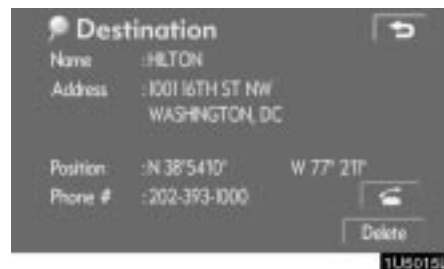 Destination
Name :HILTON
Address :1001 16TH ST NW
WASHINGTON, DC
Position :N 38°54'10" W 77° 2'11"
Phone # :202-393-1000
Delete